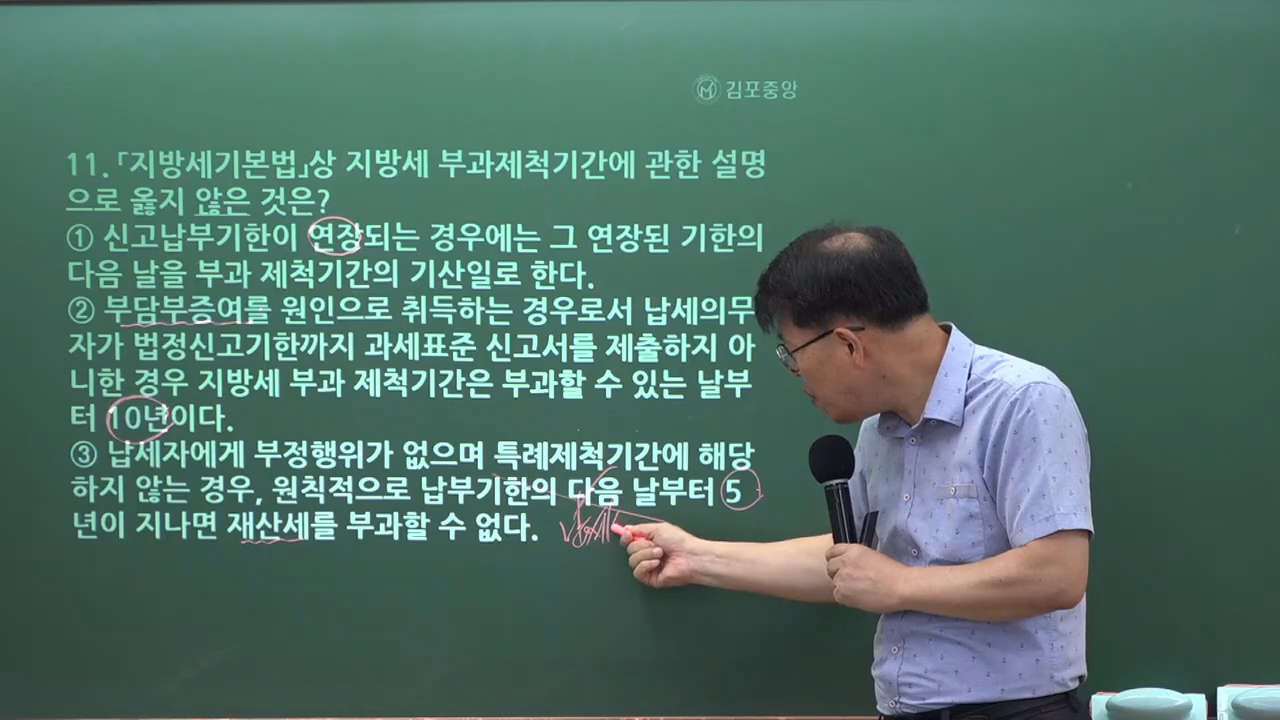 김포중앙
11. 「지방세기본법」상 지방세 부과제척기간에 관한 설명
으로 옳지 않은 것은?
① 신고납부기한이 연장되는 경우에는 그 연장된 기한의
다음 날을 부과 제척기간의 기산일로 한다.
② 부담부증여를 원인으로 취득하는 경우로서 납세의무
자가 법정신고기한까지 과세표준 신고서를 제출하지 아
니한 경우 지방세 부과 제척기간은 부과할 수 있는 날부
터 10년이다.
③ 납세자에게 부정행위가 없으며 특례제척기간에 해당
하지 않는 경우, 원칙적으로 납부기한의 다음 날부터 5
년이 지나면 재산세를 부과할 수 없다.